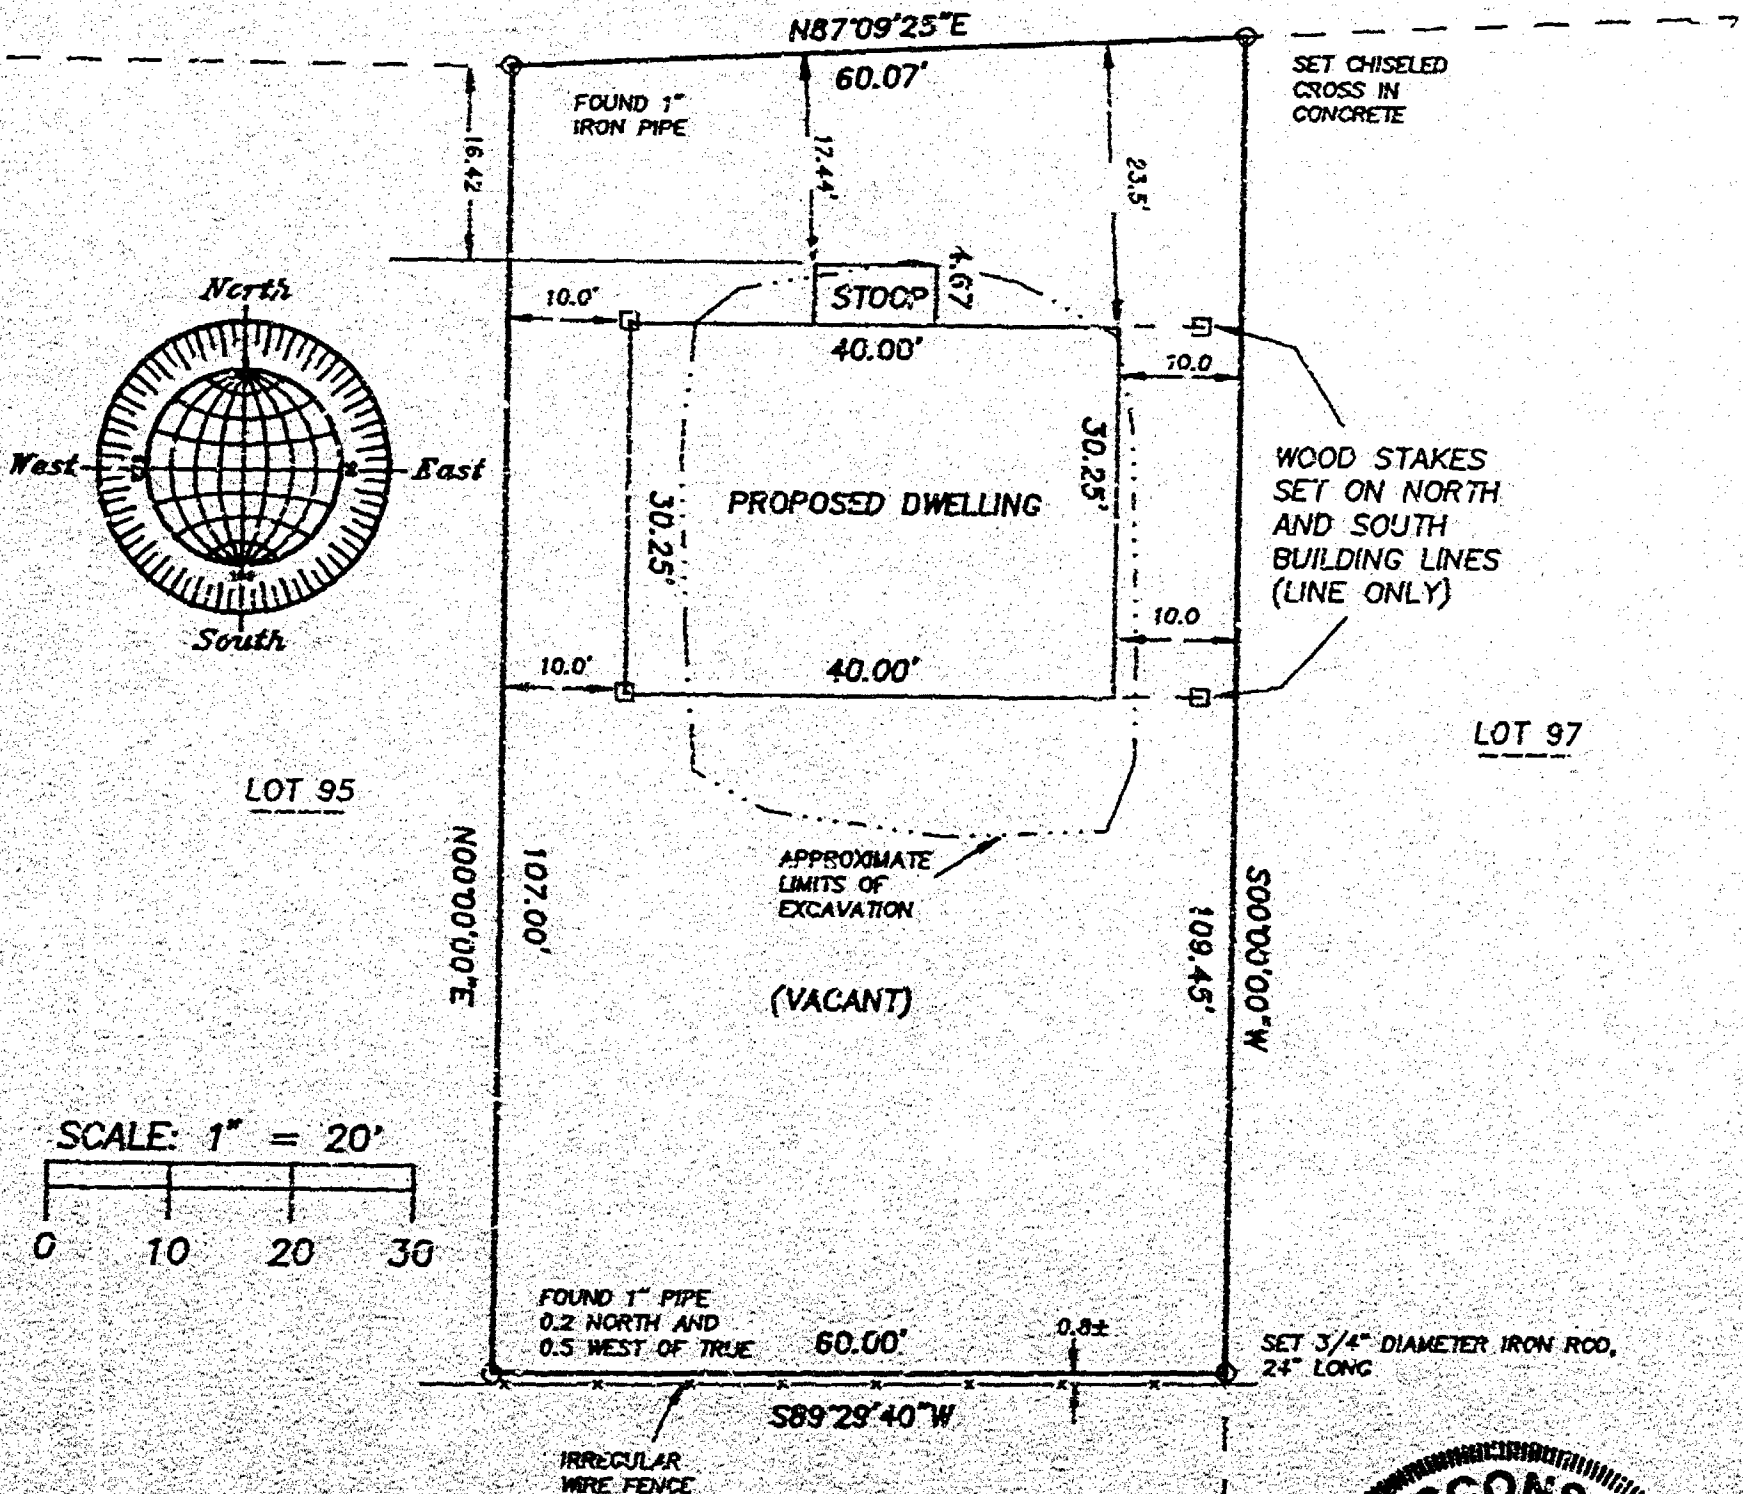 N87°09'25"E
60.07'
SET CHISELED
CROSS IN
CONCRETE
FOUND 1"
IRON PIPE
16.42
17.44'
23.5'
North
West
East
South
10.0'
STOOP
4.67
40.00'
10.0
30.25'
30.25'
PROPOSED DWELLING
WOOD STAKES
SET ON NORTH
AND SOUTH
BUILDING LINES
(LINE ONLY)
10.0
10.0'
40.00'
LOT 97
LOT 95
APPROXIMATE
LIMITS OF
EXCAVATION
N00°00'00"E
107.00'
109.45'
S00°00'00"W
(VACANT)
SCALE: 1" = 20'
0 10 20 30
FOUND 1" PIPE
0.2 NORTH AND
0.5 WEST OF TRUE
60.00'
0.8±
SET 3/4" DIAMETER IRON ROD,
24" LONG
S89°29'40"W
IRREGULAR
WIRE FENCE